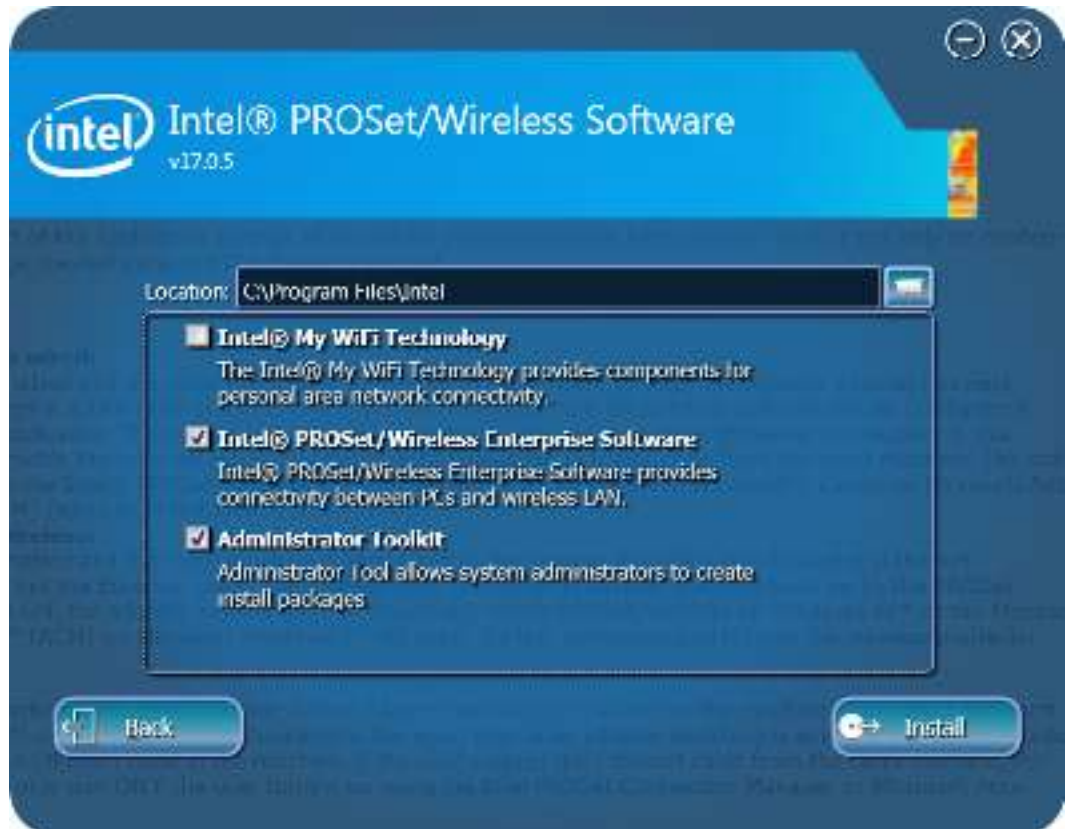 intel
Intel® PROSet/Wireless Software
v17.0.5
Location: C:\Program Files\Intel
Intel® My WiFi Technology
The Intel® My WiFi Technology provides components for
personal area network connectivity.
Intel® PROSet/Wireless Enterprise Software
Intel® PROSet/Wireless Enterprise Software provides
connectivity between PCs and wireless LAN.
Administrator Toolkit
Administrator Tool allows system administrators to create
install packages
Back
Install